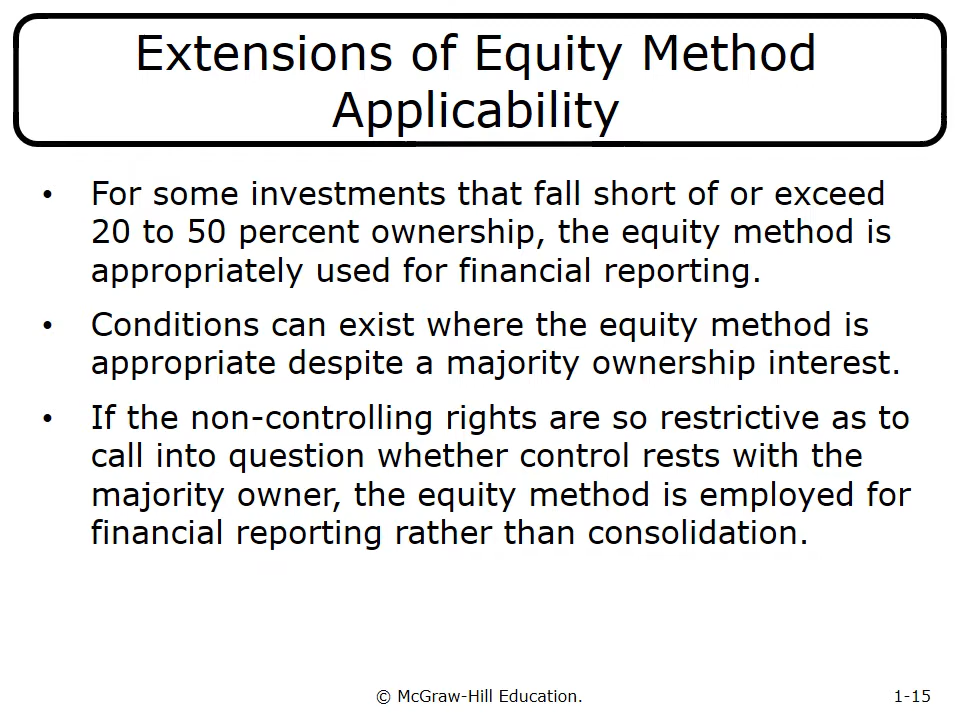 Extensions of Equity Method
Applicability
• For some investments that fall short of or exceed
20 to 50 percent ownership, the equity method is
appropriately used for financial reporting.
• Conditions can exist where the equity method is
appropriate despite a majority ownership interest.
• If the non-controlling rights are so restrictive as to
call into question whether control rests with the
majority owner, the equity method is employed for
financial reporting rather than consolidation.
© McGraw-Hill Education.
1-15